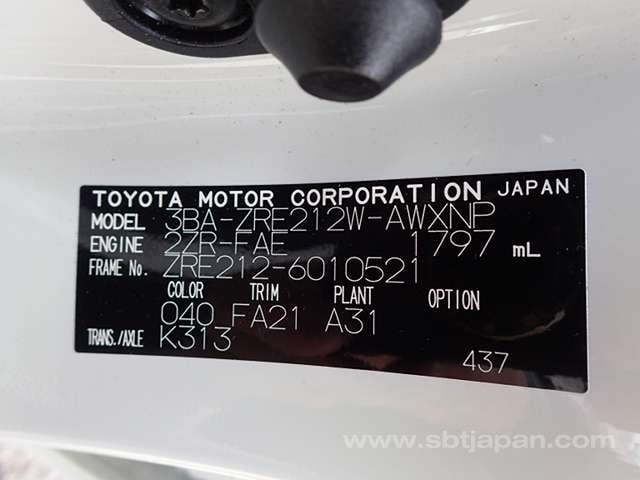 TOYOTA MOTOR CORPORATION JAPAN
MODEL 3BA-ZRE212W-AWXNP
ENGINE 2ZR-FAE 1797 mL
FRAME No. ZRE212-6010521
COLOR TRIM PLANT OPTION
040 FA21 A31
TRANS./AXLE K313
437
www.sbtjapan.com